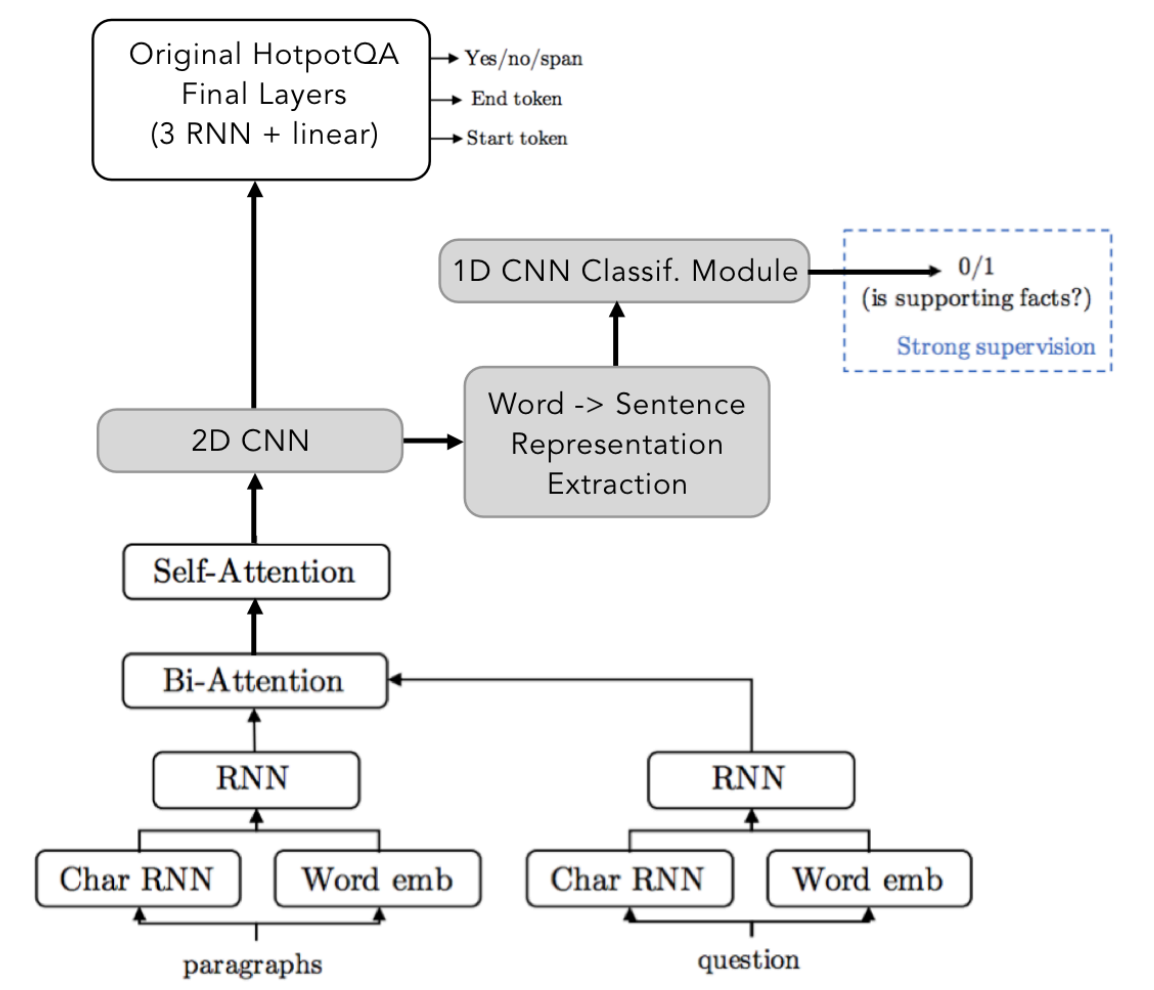 Original HotpotQA
Final Layers
(3 RNN + linear)
Yes/no/span
End token
Start token
1D CNN Classif. Module
0/1
(is supporting facts?)
Strong supervision
2D CNN
Word -> Sentence
Representation
Extraction
Self-Attention
Bi-Attention
RNN
RNN
Char RNN
Word emb
Char RNN
Word emb
paragraphs
question